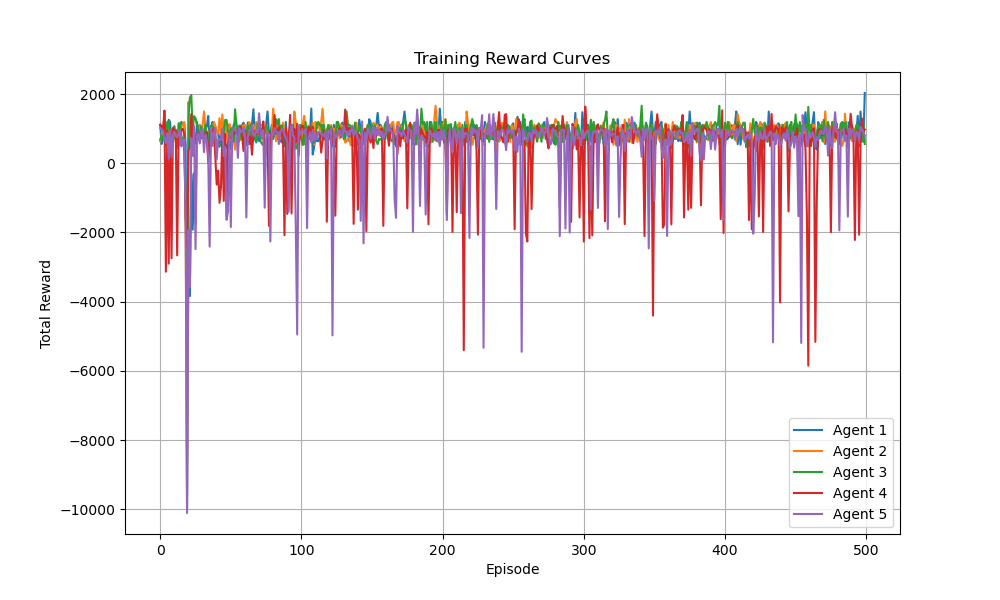 Training Reward Curves
2000
0
−2000
−4000
−6000
−8000
−10000
Total Reward
0 100 200 300 400 500
Episode
Agent 1
Agent 2
Agent 3
Agent 4
Agent 5